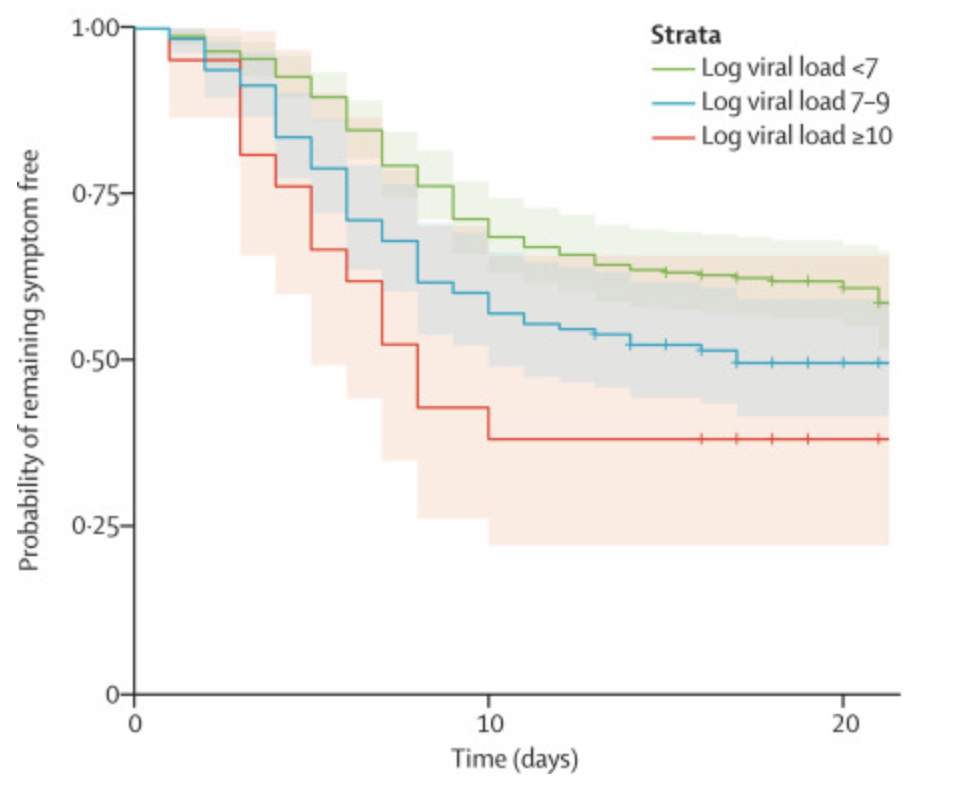 1·00
0·75
0·50
0·25
0
Probability of remaining symptom free
Strata
Log viral load <7
Log viral load 7–9
Log viral load ≥10
0
10
20
Time (days)